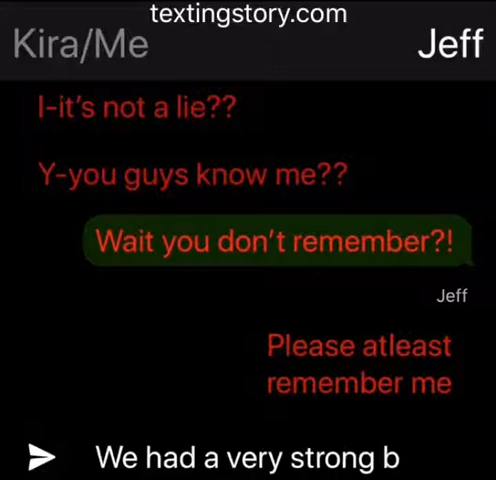 textingstory.com
Kira/Me
Jeff
I-it's not a lie??
Y-you guys know me??
Wait you don't remember?!
Jeff
Please atleast
remember me
We had a very strong b